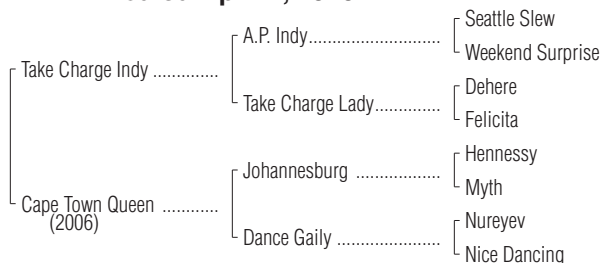 Seattle Slew
A.P. Indy
Weekend Surprise
Take Charge Indy
Dehere
Take Charge Lady
Felicita
Hennessy
Johannesburg
Myth
Cape Town Queen
(2006)
Nureyev
Dance Gaily
Nice Dancing